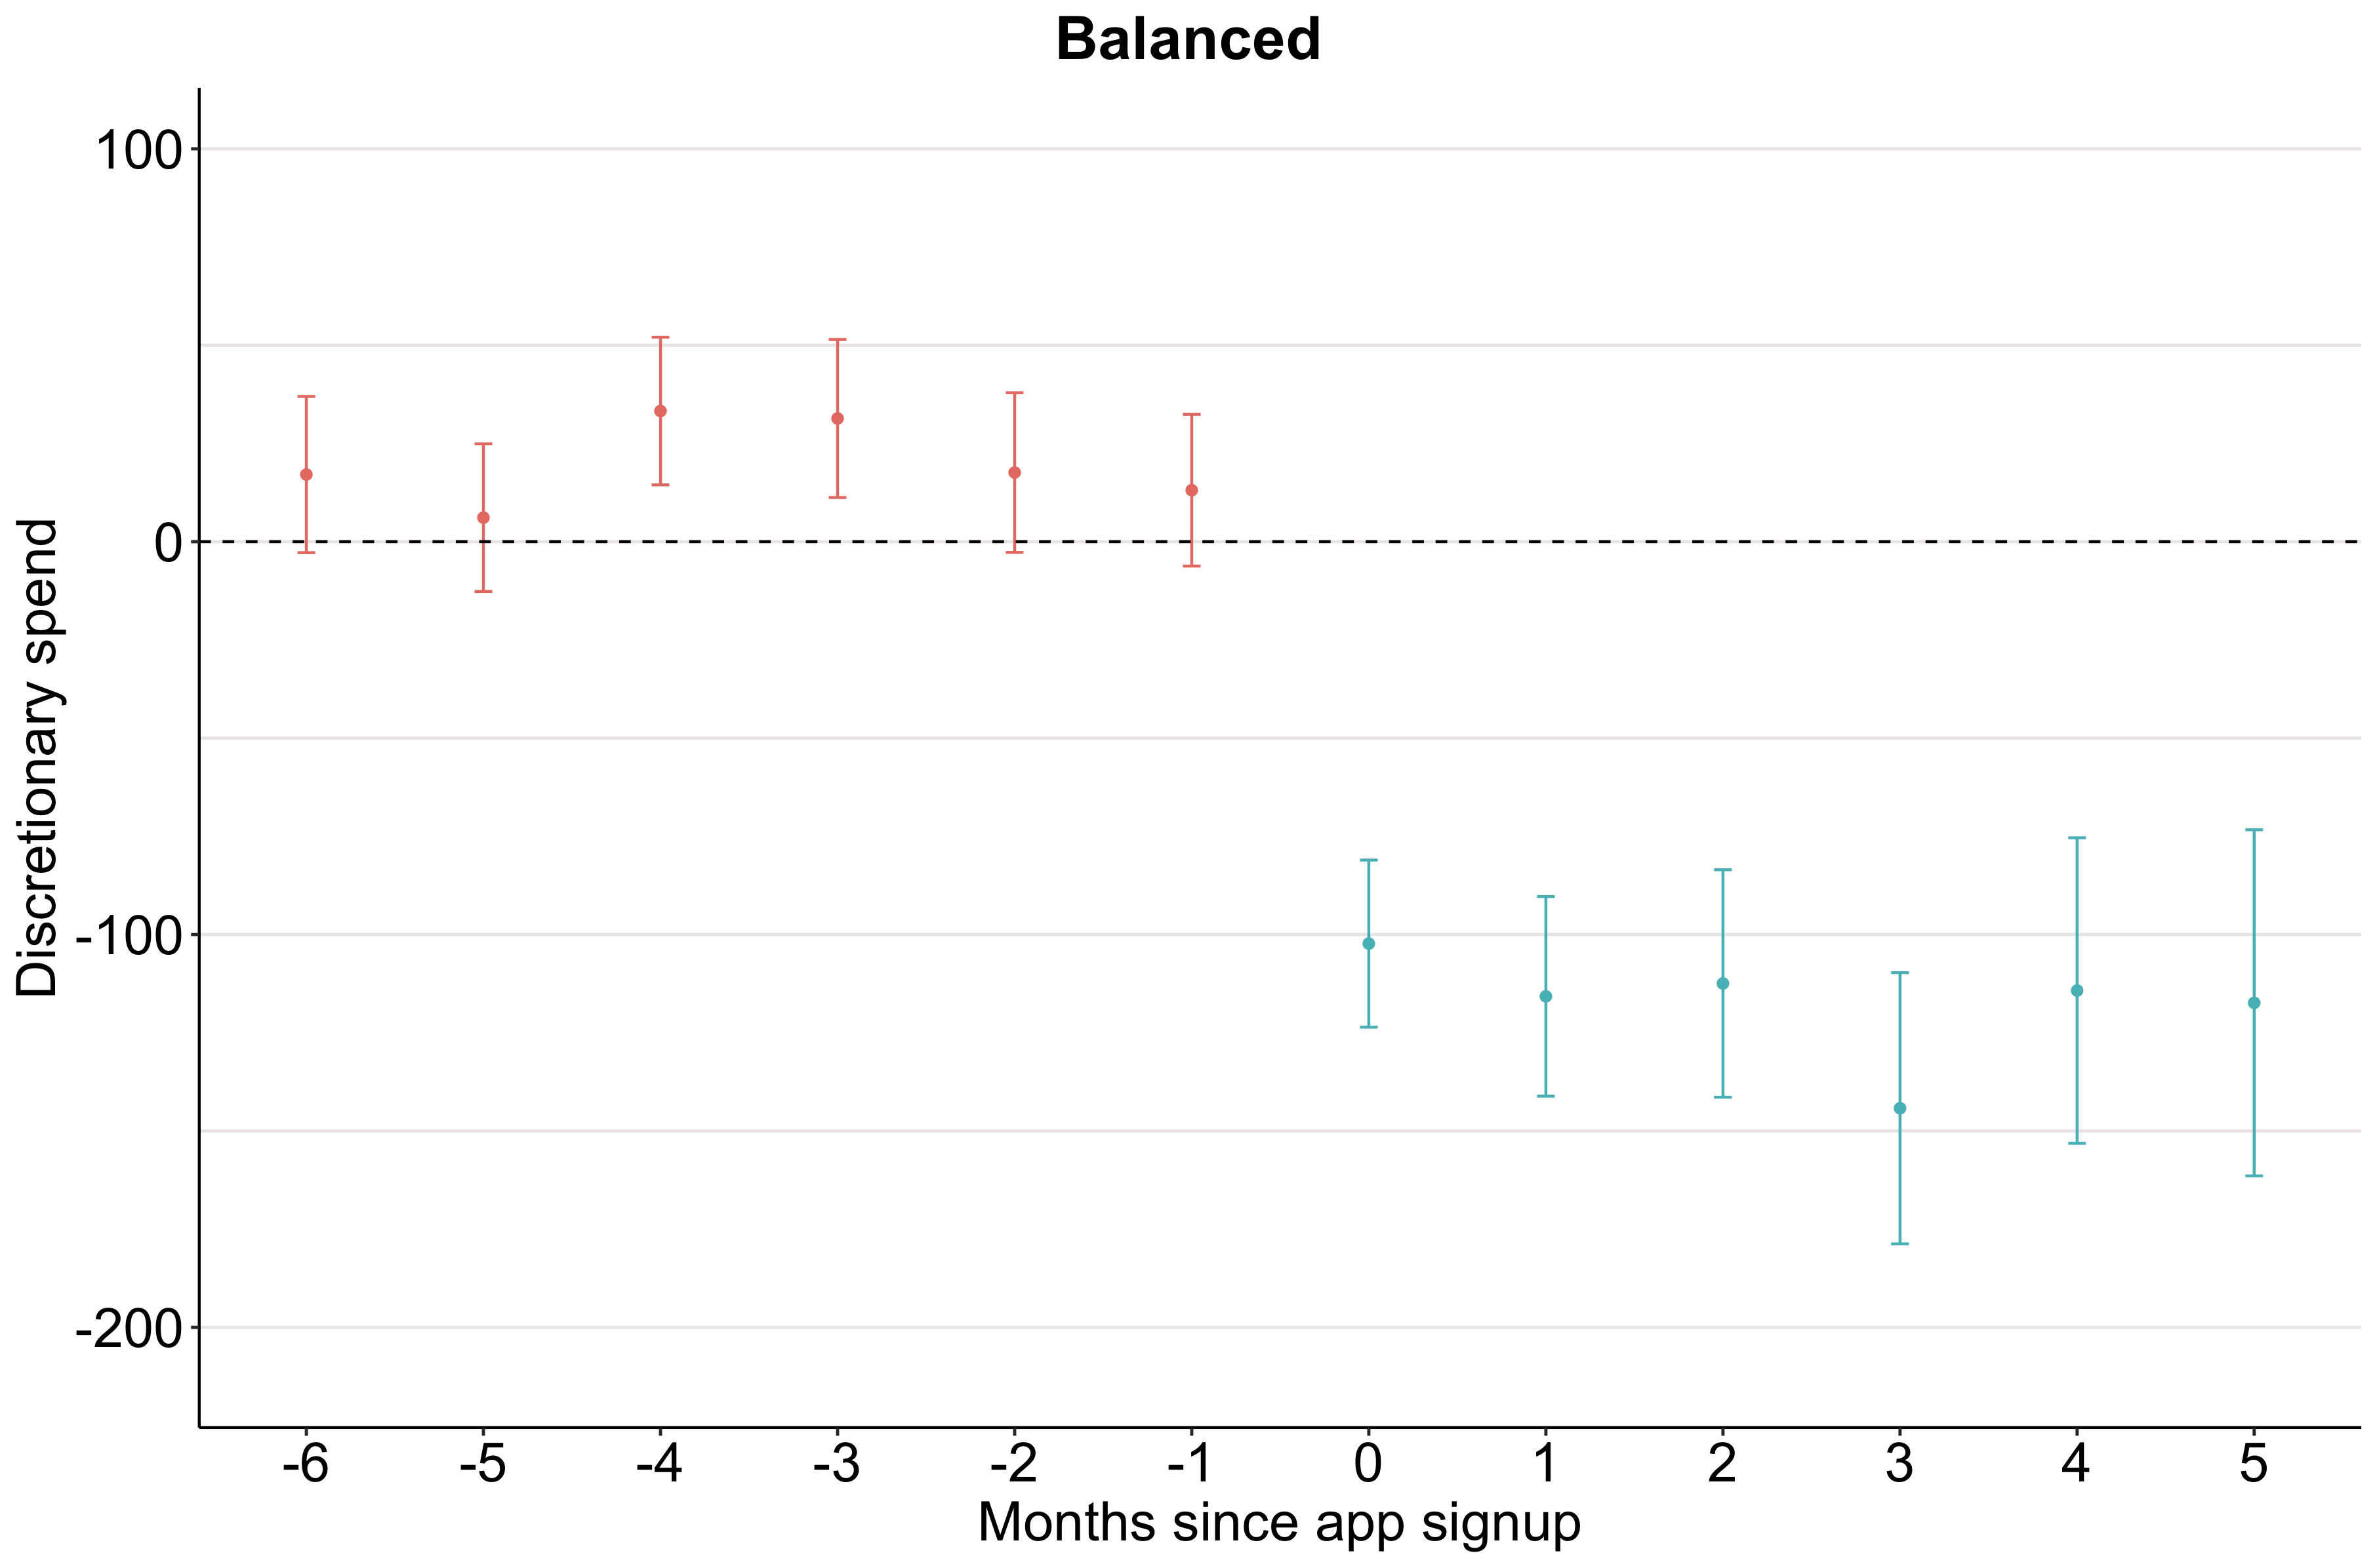 Balanced
Discretionary spend
100
0
-100
-200
-6 -5 -4 -3 -2 -1 0 1 2 3 4 5
Months since app signup